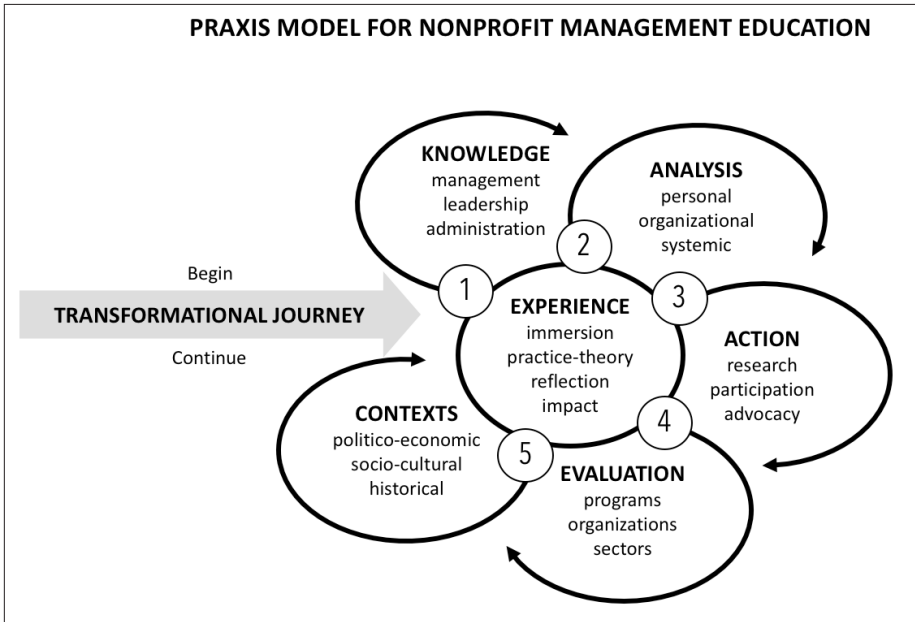 PRAXIS MODEL FOR NONPROFIT MANAGEMENT EDUCATION
Begin
TRANSFORMATIONAL JOURNEY
Continue
1
KNOWLEDGE
management
leadership
administration
2
ANALYSIS
personal
organizational
systemic
3
ACTION
research
participation
advocacy
4
EVALUATION
programs
organizations
sectors
5
CONTEXTS
politico-economic
socio-cultural
historical
EXPERIENCE
immersion
practice-theory
reflection
impact